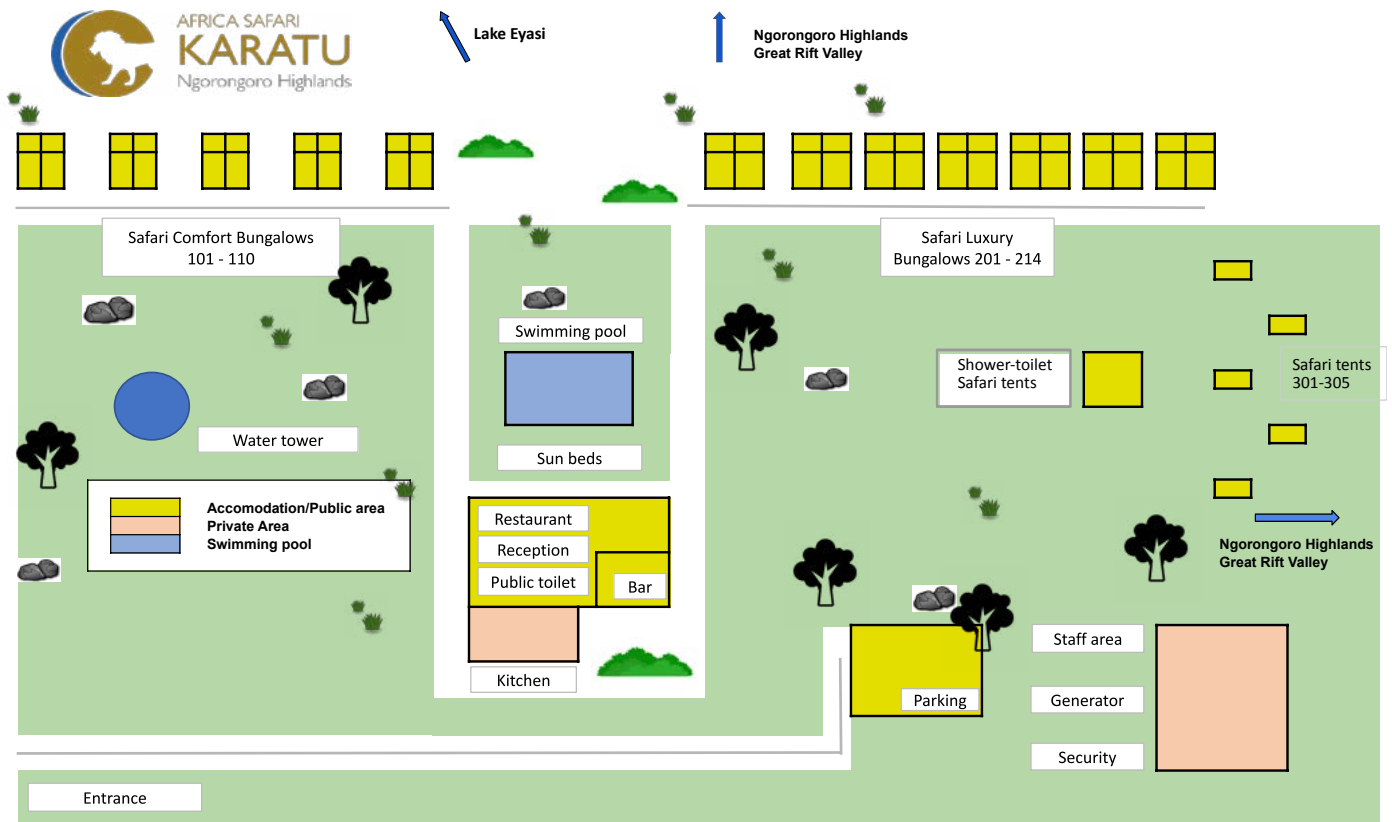 AFRICA SAFARI
KARATU
Ngorongoro Highlands
Lake Eyasi
Ngorongoro Highlands
Great Rift Valley
Safari Comfort Bungalows
101 - 110
Safari Luxury
Bungalows 201 - 214
Swimming pool
Shower-toilet
Safari tents
Safari tents
301-305
Water tower
Sun beds
Accomodation/Public area
Private Area
Swimming pool
Restaurant
Reception
Public toilet
Bar
Ngorongoro Highlands
Great Rift Valley
Kitchen
Staff area
Parking
Generator
Security
Entrance